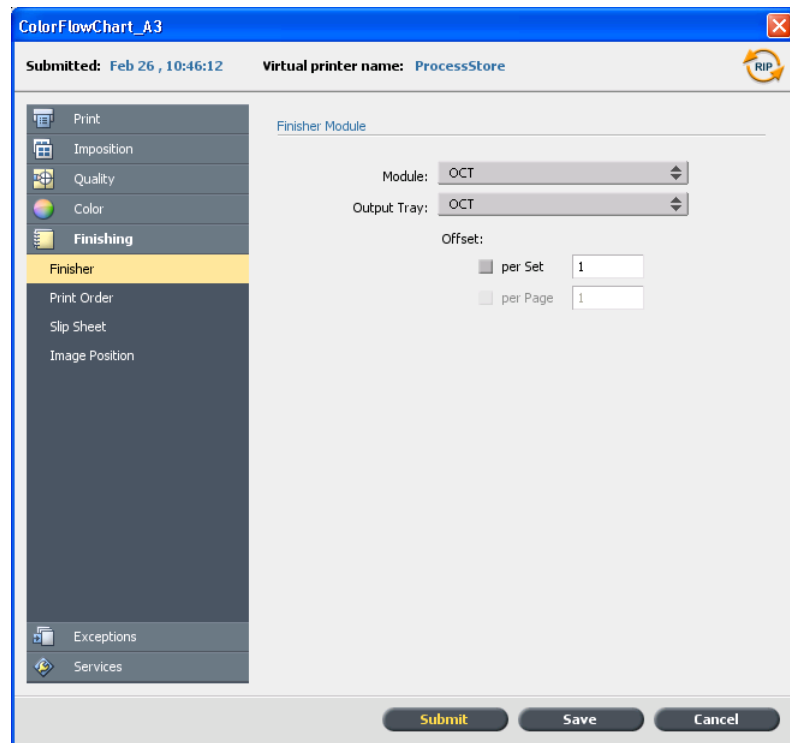 ColorFlowChart_A3
Submitted: Feb 26 , 10:46:12 Virtual printer name: ProcessStore
RIP
Print
Imposition
Quality
Color
Finishing
Finisher
Print Order
Slip Sheet
Image Position
Exceptions
Services
Finisher Module
Module: OCT
Output Tray: OCT
Offset:
per Set 1
per Page 1
Submit Save Cancel